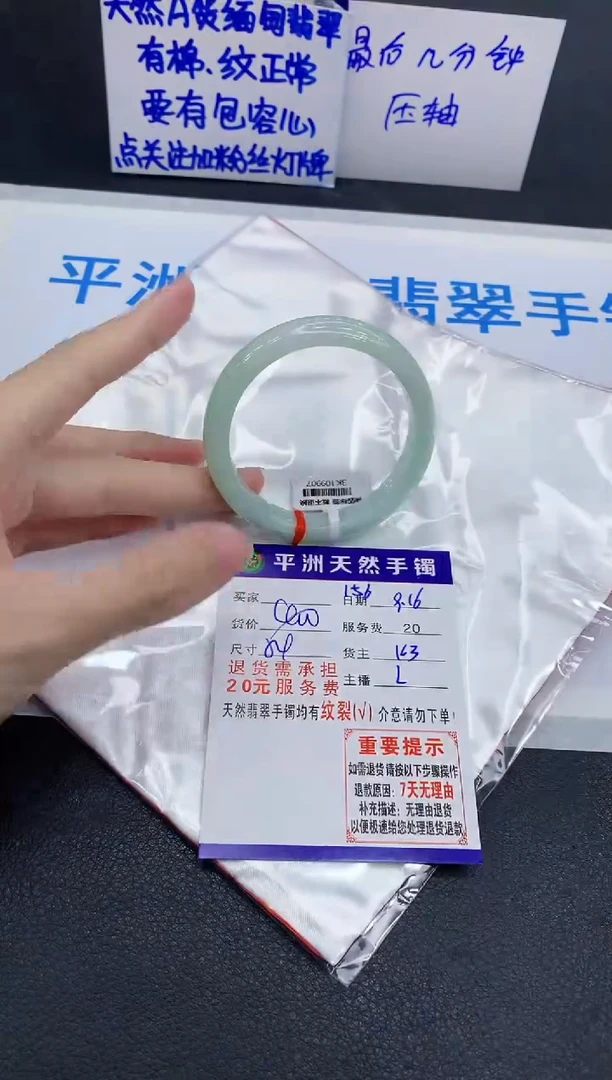 天然A货缅甸翡翠
有棉、纹正常
要有包容心
点关注加粉丝灯牌
最后几分钟
压轴
平洲
翡翠手
3K109907
平洲天然手镯
买家
日期 9.16
货价
服务费 20
尺寸
货主 163
退货需承担
20元服务费
主播 L
天然翡翠手镯均有纹裂(√) 介意请勿下单!
重要提示
如需退货请按以下步骤操作
退款原因：7天无理由
补充描述：无理由退货
以便极速给您处理退货退款